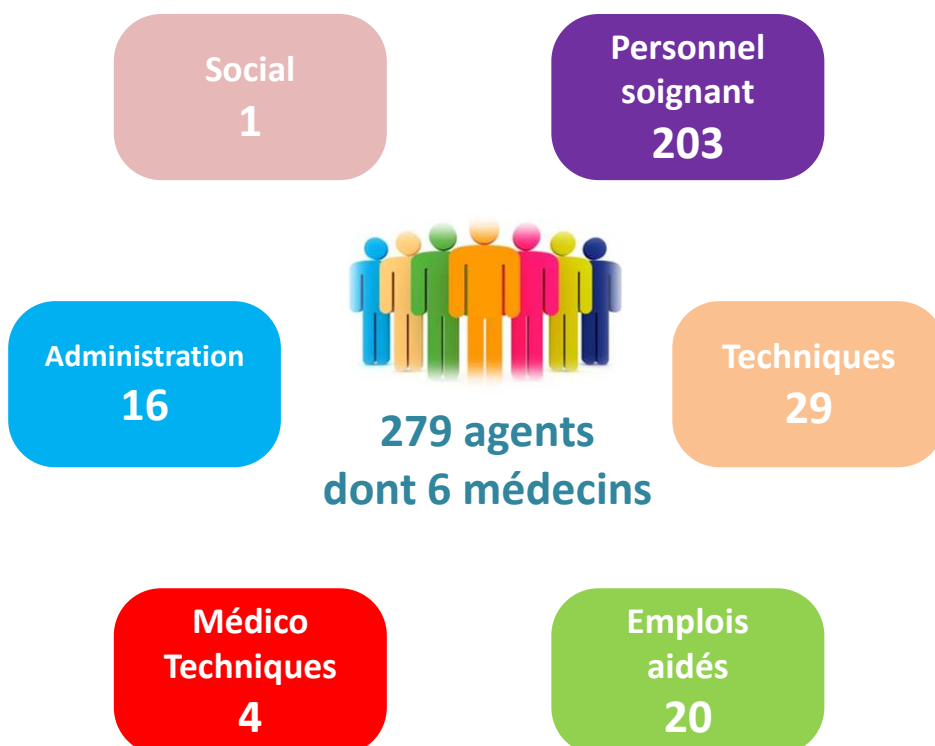 Social
1
Personnel
soignant
203
Administration
16
279 agents
dont 6 médecins
Techniques
29
Médico
Techniques
4
Emplois
aidés
20